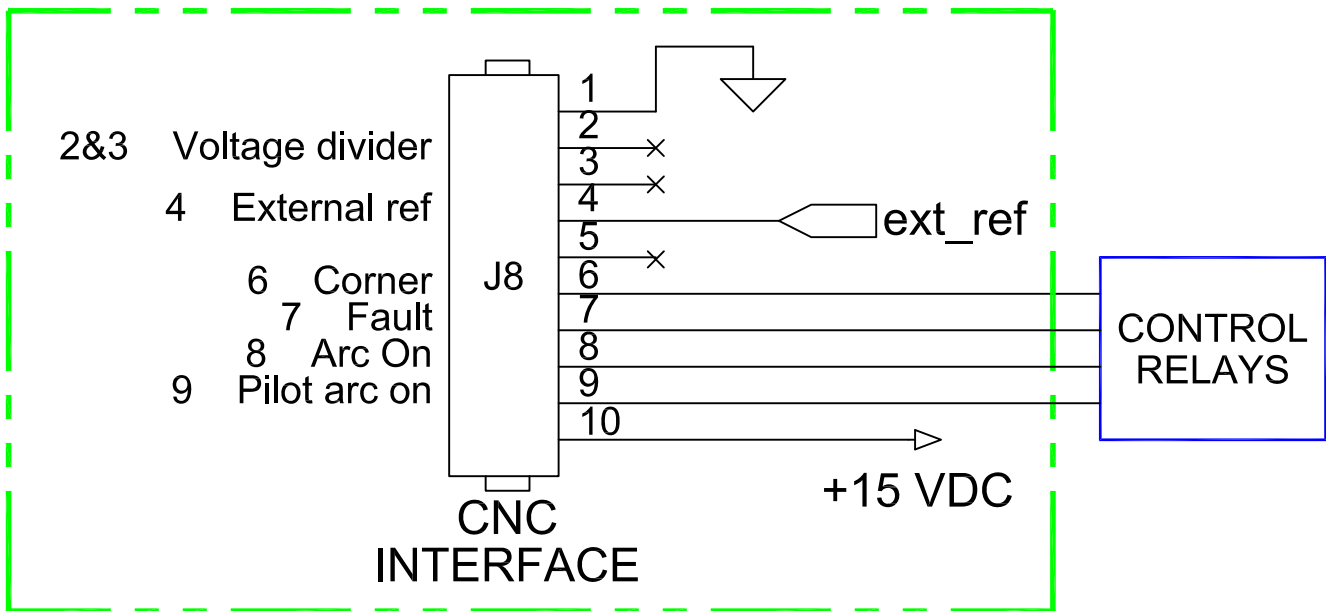 1
2
2&3 Voltage divider
3
4 External ref
4
ext_ref
5
6 Corner
J8
6
7 Fault
7
CONTROL
RELAYS
8 Arc On
8
9 Pilot arc on
9
10
+15 VDC
CNC
INTERFACE